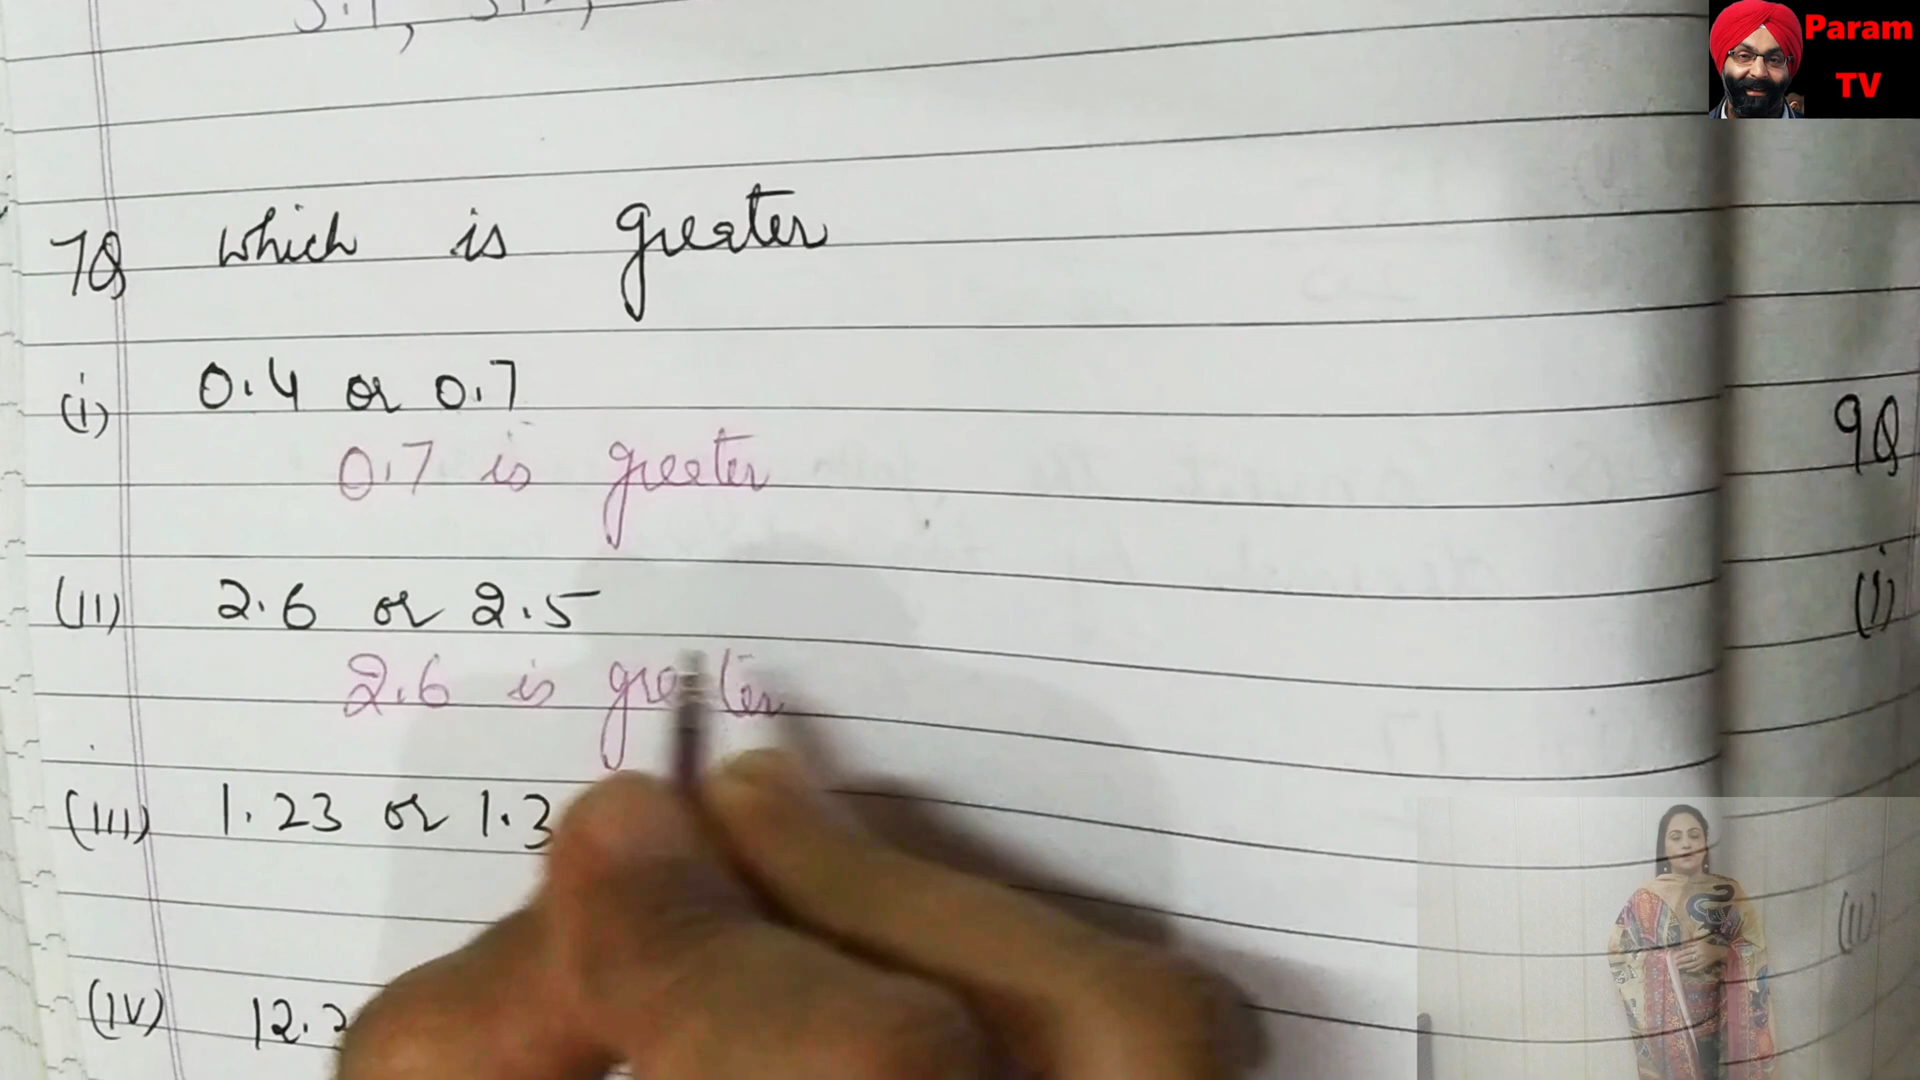 Param
TV
7Q which is greater
(i) 0.4 or 0.7
0.7 is greater
(ii) 2.6 or 2.5
2.6 is greater
(iii) 1.23 or 1.3
(iv) 12.
9Q
(i)
(ii)